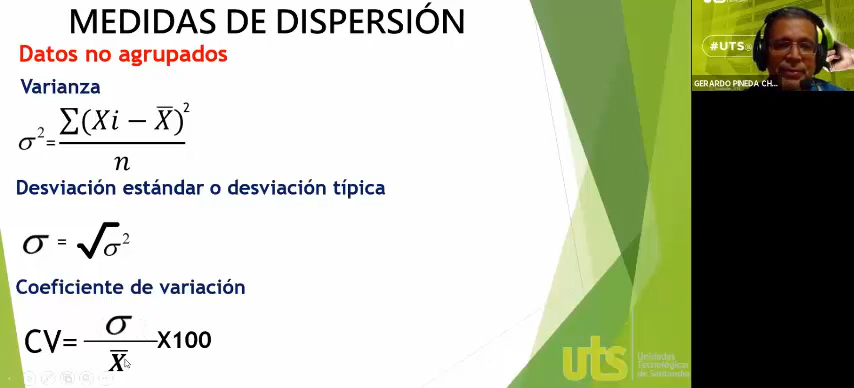 MEDIDAS DE DISPERSIÓN
Datos no agrupados
Varianza
σ²=∑(Xi − X̅)²/n
Desviación estándar o desviación típica
σ = √σ²
Coeficiente de variación
CV=σ/X̅ X100
uts
Unidades
Tecnológicas
de Santander
#UTS
GERARDO PINEDA CH...